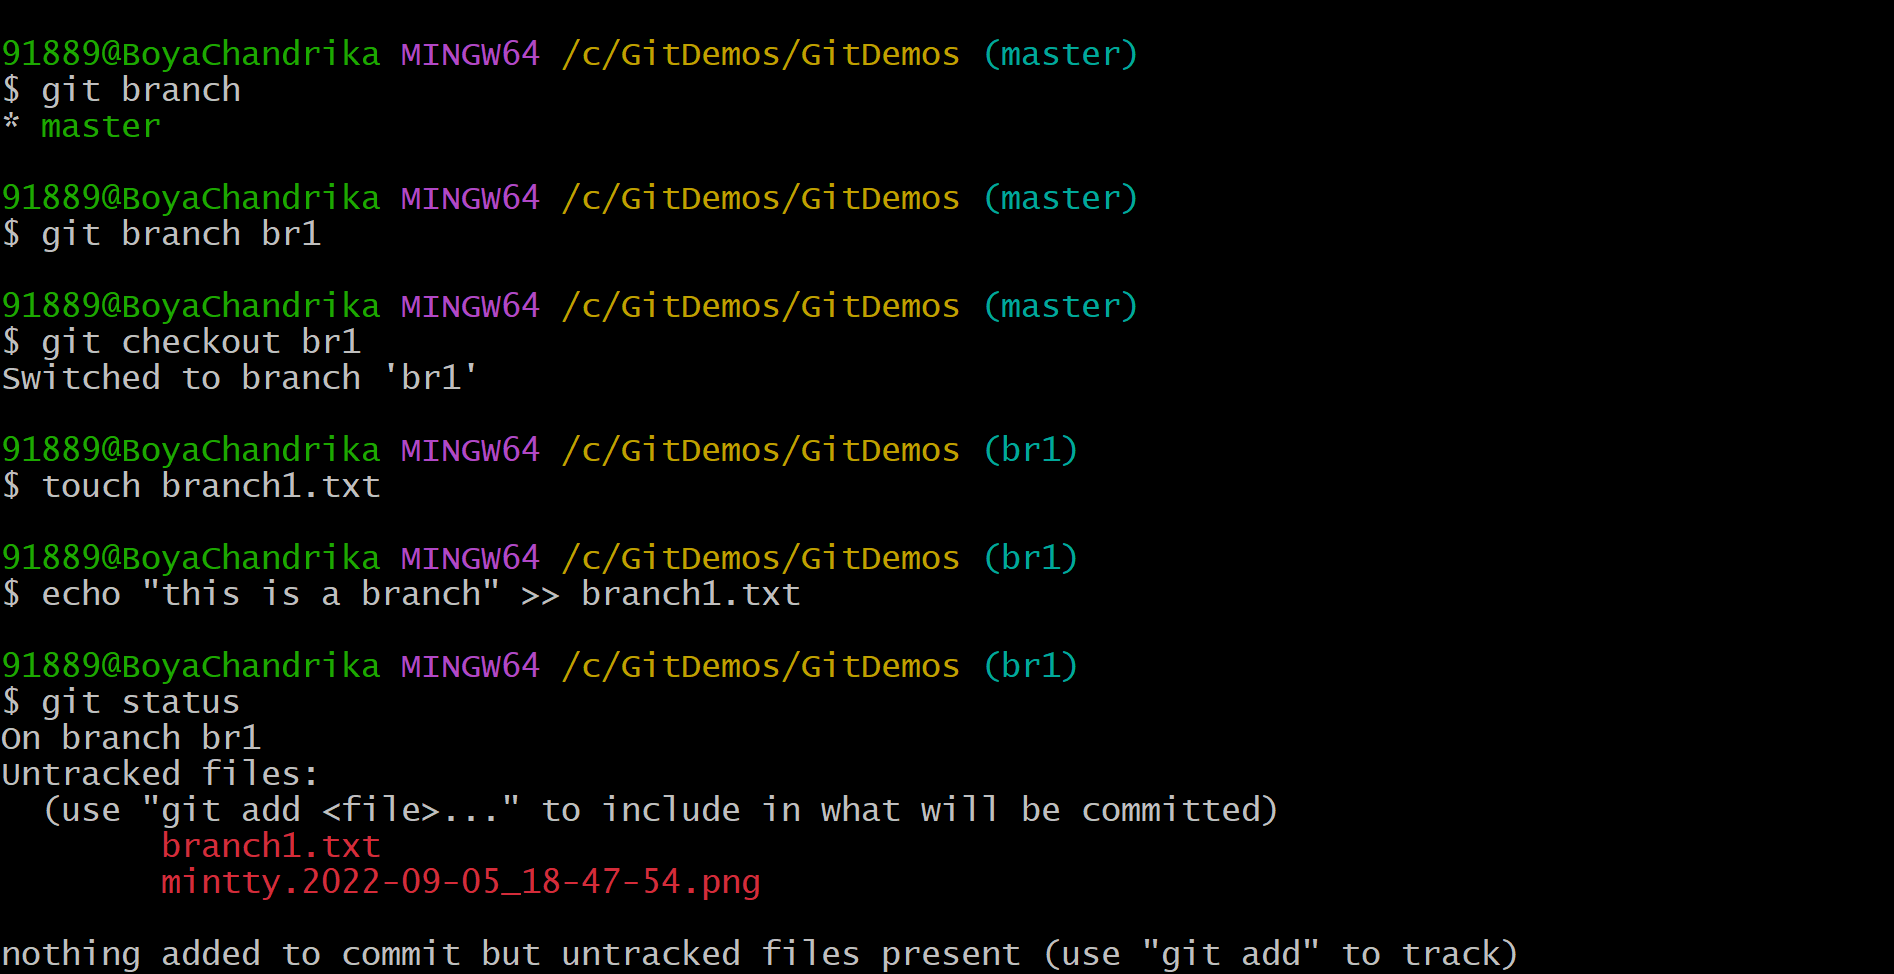 91889@BoyaChandrika MINGW64 /c/GitDemos/GitDemos (master)
$ git branch
* master
91889@BoyaChandrika MINGW64 /c/GitDemos/GitDemos (master)
$ git branch br1
91889@BoyaChandrika MINGW64 /c/GitDemos/GitDemos (master)
$ git checkout br1
Switched to branch 'br1'
91889@BoyaChandrika MINGW64 /c/GitDemos/GitDemos (br1)
$ touch branch1.txt
91889@BoyaChandrika MINGW64 /c/GitDemos/GitDemos (br1)
$ echo "this is a branch" >> branch1.txt
91889@BoyaChandrika MINGW64 /c/GitDemos/GitDemos (br1)
$ git status
On branch br1
Untracked files:
  (use "git add <file>..." to include in what will be committed)
        branch1.txt
        mintty.2022-09-05_18-47-54.png
nothing added to commit but untracked files present (use "git add" to track)